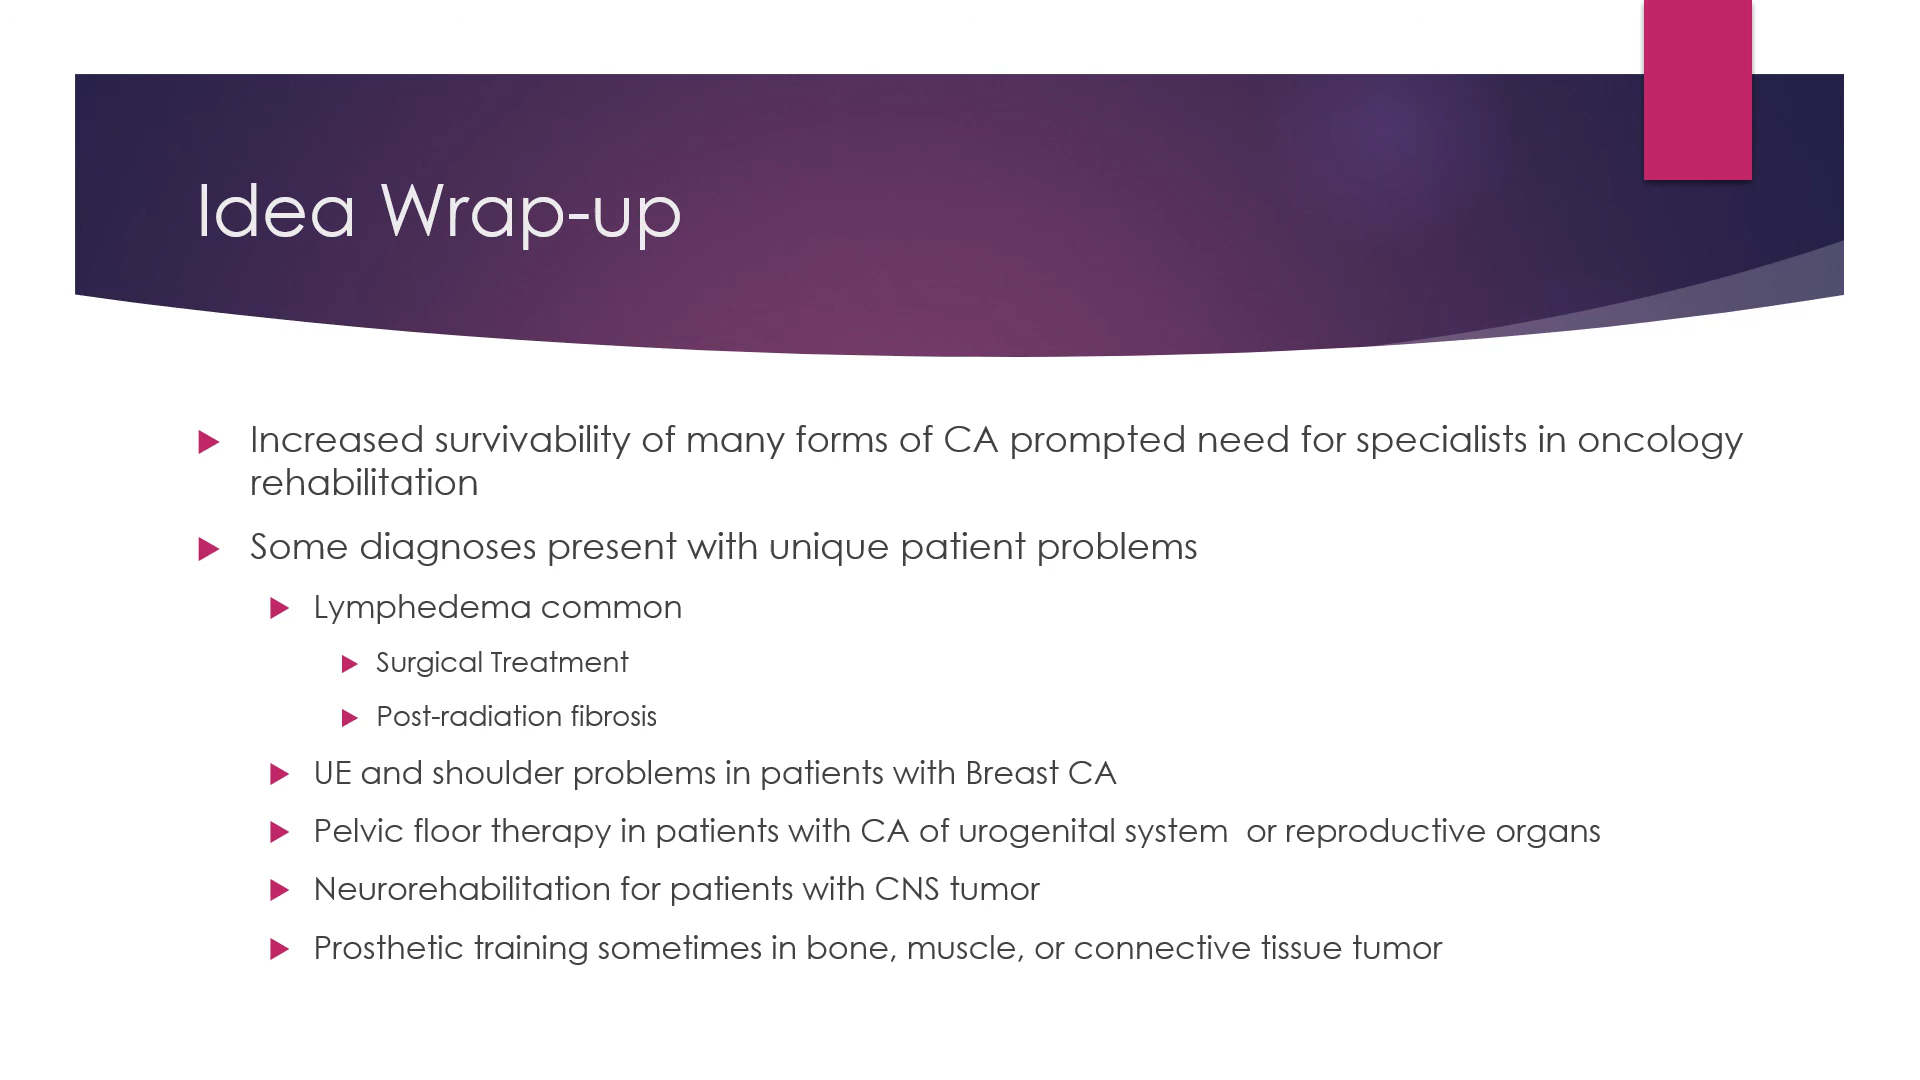 Idea Wrap-up
Increased survivability of many forms of CA prompted need for specialists in oncology
rehabilitation
Some diagnoses present with unique patient problems
Lymphedema common
Surgical Treatment
Post-radiation fibrosis
UE and shoulder problems in patients with Breast CA
Pelvic floor therapy in patients with CA of urogenital system  or reproductive organs
Neurorehabilitation for patients with CNS tumor
Prosthetic training sometimes in bone, muscle, or connective tissue tumor